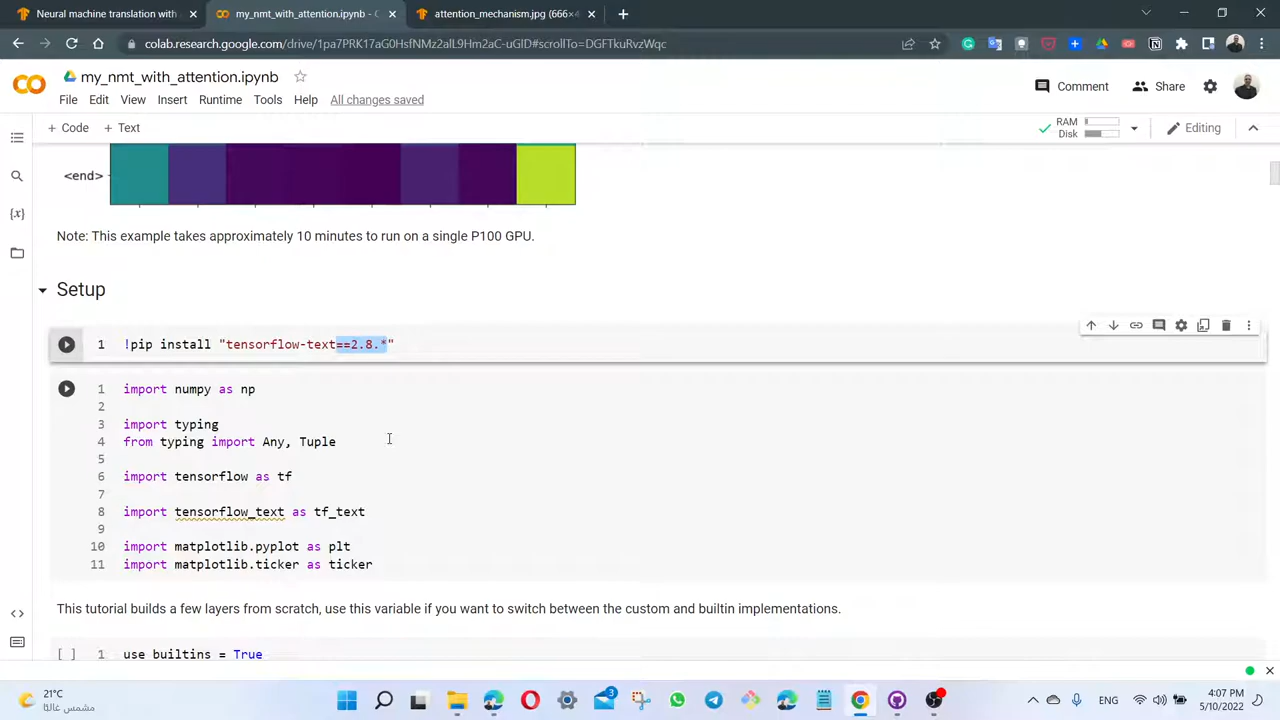 Neural machine translation with
my_nmt_with_attention.ipynb - C
attention_mechanism.jpg (666×4
colab.research.google.com/drive/1pa7PRK17aG0HsfNMz2alL9Hm2aC-uGID#scrollTo=DGFTkuRvzWqc
my_nmt_with_attention.ipynb
Comment
Share
File Edit View Insert Runtime Tools Help All changes saved
+ Code + Text
RAM
Disk
Editing
<end>
Note: This example takes approximately 10 minutes to run on a single P100 GPU.
Setup
1 !pip install "tensorflow-text==2.8.*"
1 import numpy as np
2
3 import typing
4 from typing import Any, Tuple
5
6 import tensorflow as tf
7
8 import tensorflow_text as tf_text
9
10 import matplotlib.pyplot as plt
11 import matplotlib.ticker as ticker
This tutorial builds a few layers from scratch, use this variable if you want to switch between the custom and builtin implementations.
[ ] 1 use_builtins = True
21°C
مشمس غالبًا
3
ENG
4:07 PM
5/10/2022